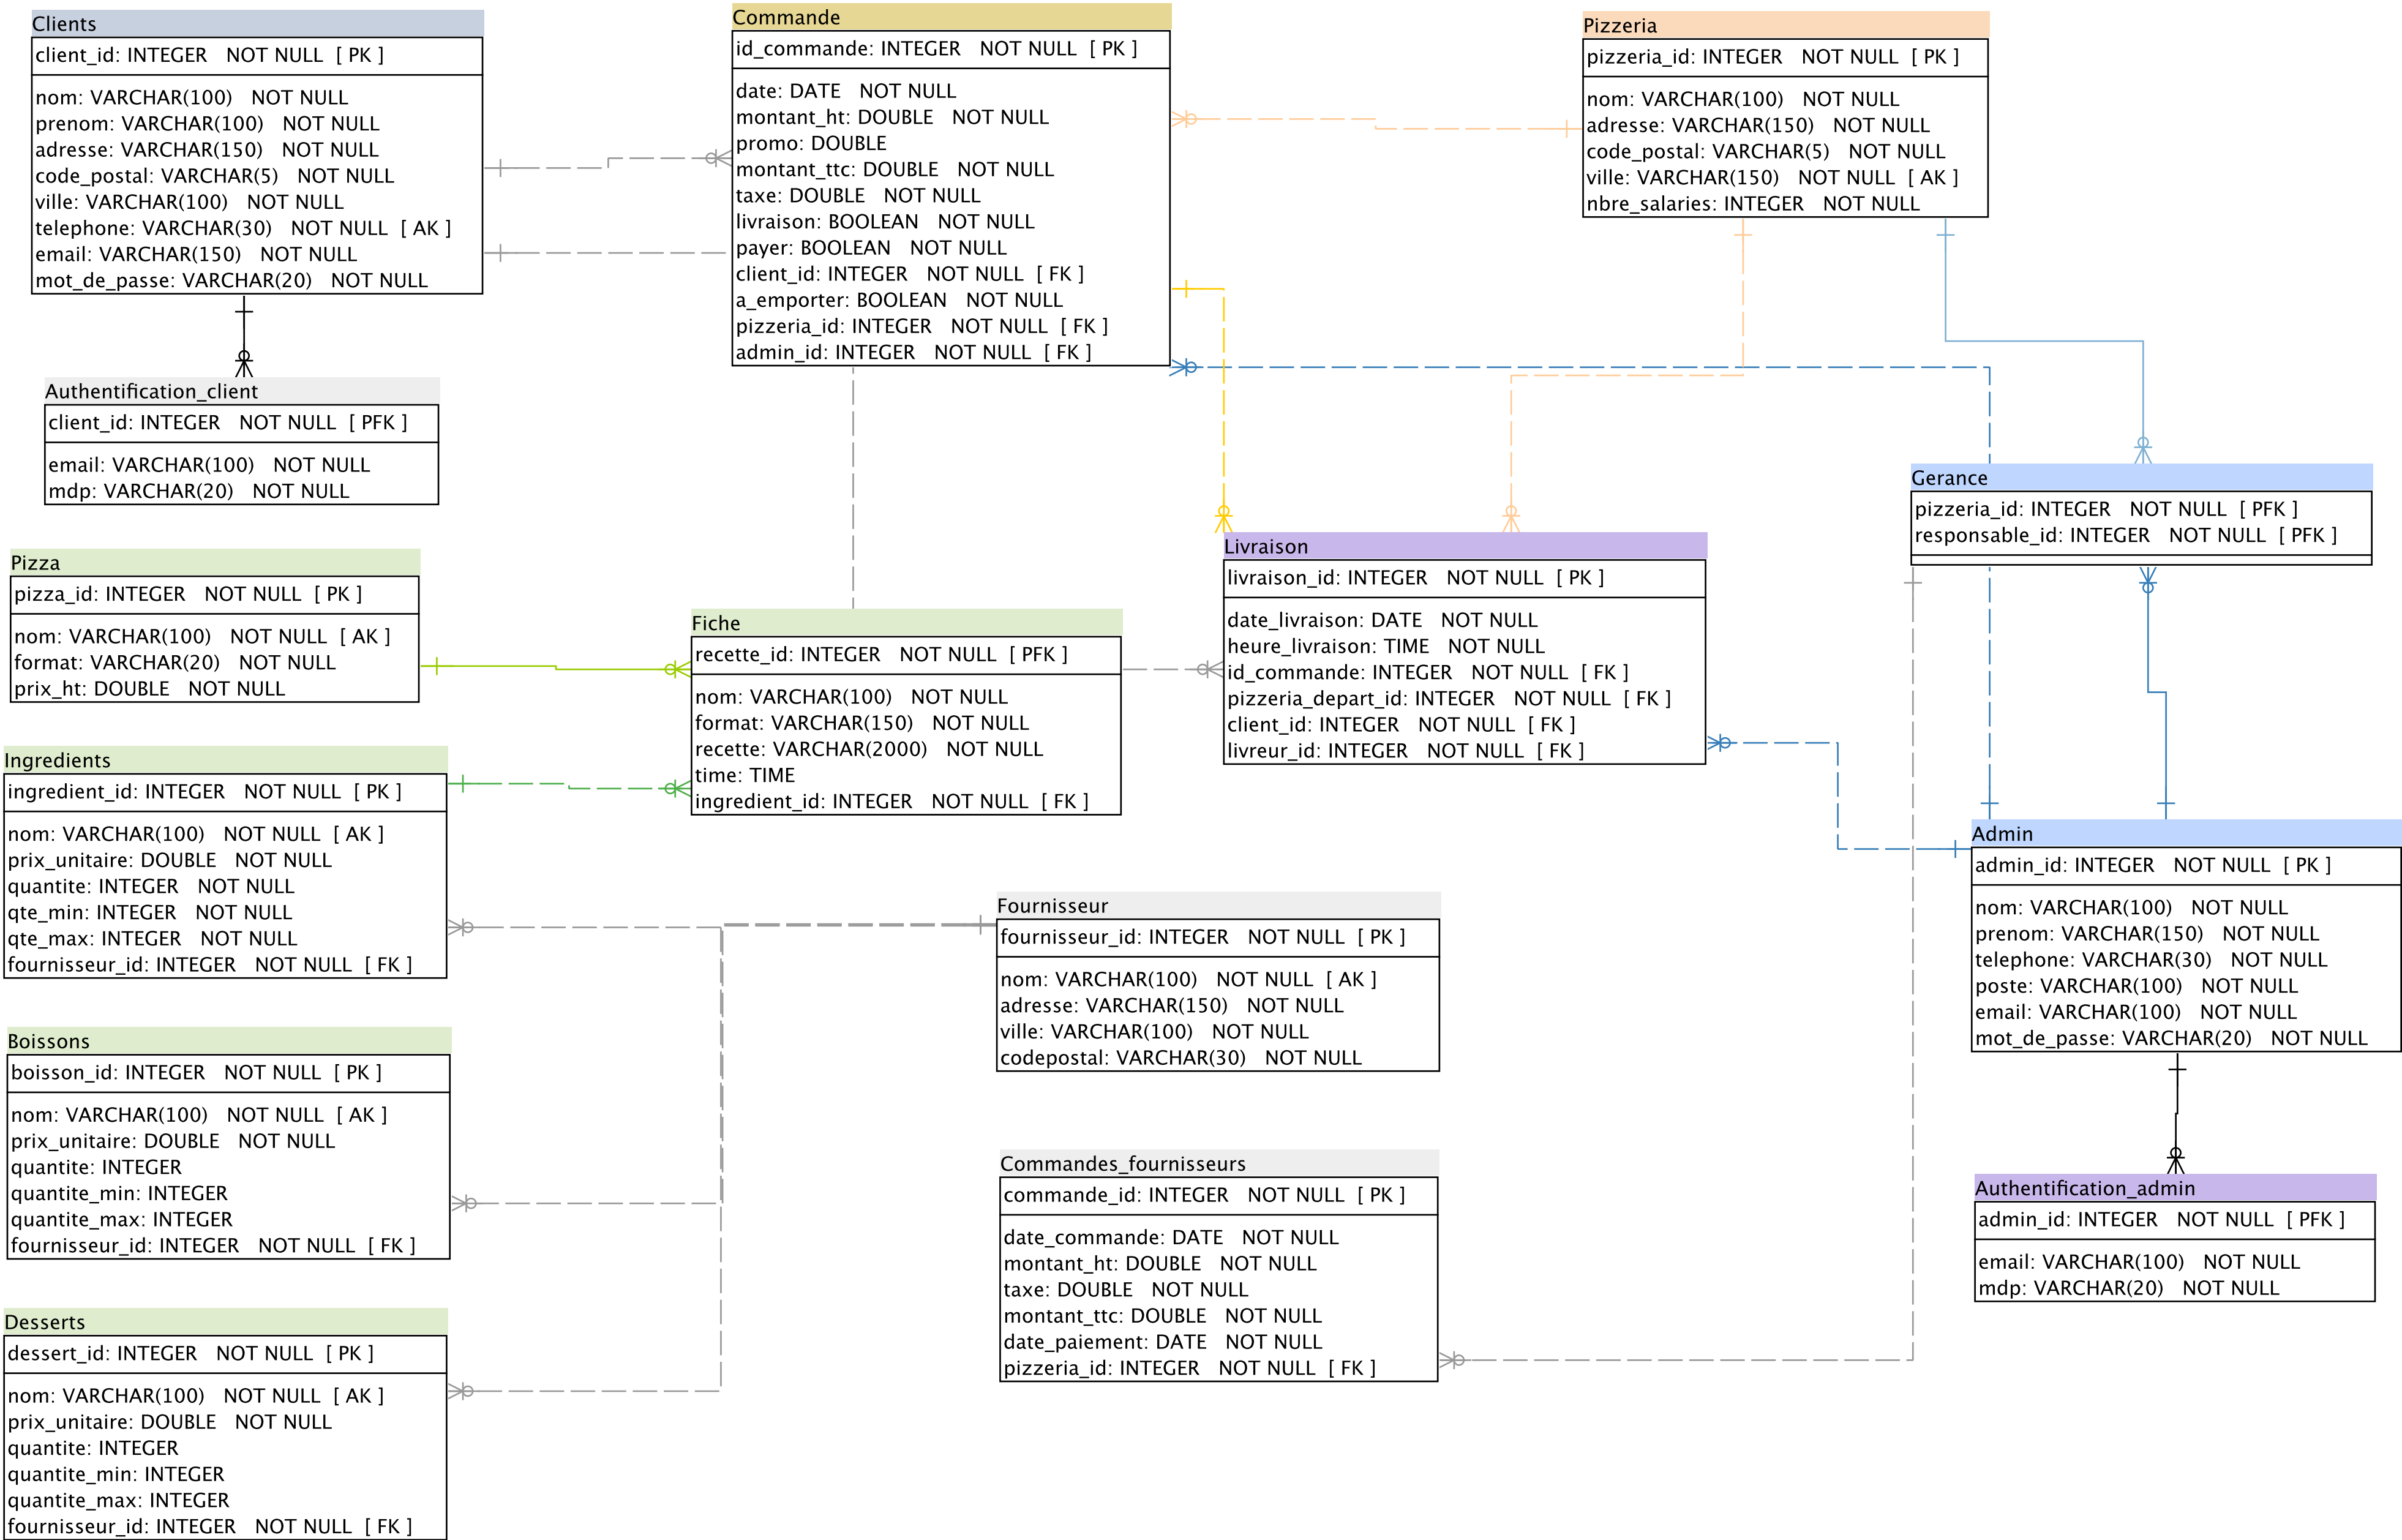 Clients
client_id: INTEGER NOT NULL [ PK ]
nom: VARCHAR(100) NOT NULL
prenom: VARCHAR(100) NOT NULL
adresse: VARCHAR(150) NOT NULL
code_postal: VARCHAR(5) NOT NULL
ville: VARCHAR(100) NOT NULL
telephone: VARCHAR(30) NOT NULL [ AK ]
email: VARCHAR(150) NOT NULL
mot_de_passe: VARCHAR(20) NOT NULL
Commande
id_commande: INTEGER NOT NULL [ PK ]
date: DATE NOT NULL
montant_ht: DOUBLE NOT NULL
promo: DOUBLE
montant_ttc: DOUBLE NOT NULL
taxe: DOUBLE NOT NULL
livraison: BOOLEAN NOT NULL
payer: BOOLEAN NOT NULL
client_id: INTEGER NOT NULL [ FK ]
a_emporter: BOOLEAN NOT NULL
pizzeria_id: INTEGER NOT NULL [ FK ]
admin_id: INTEGER NOT NULL [ FK ]
Pizzeria
pizzeria_id: INTEGER NOT NULL [ PK ]
nom: VARCHAR(100) NOT NULL
adresse: VARCHAR(150) NOT NULL
code_postal: VARCHAR(5) NOT NULL
ville: VARCHAR(150) NOT NULL [ AK ]
nbre_salaries: INTEGER NOT NULL
Authentification_client
client_id: INTEGER NOT NULL [ PFK ]
email: VARCHAR(100) NOT NULL
mdp: VARCHAR(20) NOT NULL
Gerance
pizzeria_id: INTEGER NOT NULL [ PFK ]
responsable_id: INTEGER NOT NULL [ PFK ]
Pizza
pizza_id: INTEGER NOT NULL [ PK ]
nom: VARCHAR(100) NOT NULL [ AK ]
format: VARCHAR(20) NOT NULL
prix_ht: DOUBLE NOT NULL
Fiche
recette_id: INTEGER NOT NULL [ PFK ]
nom: VARCHAR(100) NOT NULL
format: VARCHAR(150) NOT NULL
recette: VARCHAR(2000) NOT NULL
time: TIME
ingredient_id: INTEGER NOT NULL [ FK ]
Livraison
livraison_id: INTEGER NOT NULL [ PK ]
date_livraison: DATE NOT NULL
heure_livraison: TIME NOT NULL
id_commande: INTEGER NOT NULL [ FK ]
pizzeria_depart_id: INTEGER NOT NULL [ FK ]
client_id: INTEGER NOT NULL [ FK ]
livreur_id: INTEGER NOT NULL [ FK ]
Ingredients
ingredient_id: INTEGER NOT NULL [ PK ]
nom: VARCHAR(100) NOT NULL [ AK ]
prix_unitaire: DOUBLE NOT NULL
quantite: INTEGER NOT NULL
qte_min: INTEGER NOT NULL
qte_max: INTEGER NOT NULL
fournisseur_id: INTEGER NOT NULL [ FK ]
Fournisseur
fournisseur_id: INTEGER NOT NULL [ PK ]
nom: VARCHAR(100) NOT NULL [ AK ]
adresse: VARCHAR(150) NOT NULL
ville: VARCHAR(100) NOT NULL
codepostal: VARCHAR(30) NOT NULL
Admin
admin_id: INTEGER NOT NULL [ PK ]
nom: VARCHAR(100) NOT NULL
prenom: VARCHAR(150) NOT NULL
telephone: VARCHAR(30) NOT NULL
poste: VARCHAR(100) NOT NULL
email: VARCHAR(100) NOT NULL
mot_de_passe: VARCHAR(20) NOT NULL
Boissons
boisson_id: INTEGER NOT NULL [ PK ]
nom: VARCHAR(100) NOT NULL [ AK ]
prix_unitaire: DOUBLE NOT NULL
quantite: INTEGER
quantite_min: INTEGER
quantite_max: INTEGER
fournisseur_id: INTEGER NOT NULL [ FK ]
Commandes_fournisseurs
commande_id: INTEGER NOT NULL [ PK ]
date_commande: DATE NOT NULL
montant_ht: DOUBLE NOT NULL
taxe: DOUBLE NOT NULL
montant_ttc: DOUBLE NOT NULL
date_paiement: DATE NOT NULL
pizzeria_id: INTEGER NOT NULL [ FK ]
Authentification_admin
admin_id: INTEGER NOT NULL [ PFK ]
email: VARCHAR(100) NOT NULL
mdp: VARCHAR(20) NOT NULL
Desserts
dessert_id: INTEGER NOT NULL [ PK ]
nom: VARCHAR(100) NOT NULL [ AK ]
prix_unitaire: DOUBLE NOT NULL
quantite: INTEGER
quantite_min: INTEGER
quantite_max: INTEGER
fournisseur_id: INTEGER NOT NULL [ FK ]